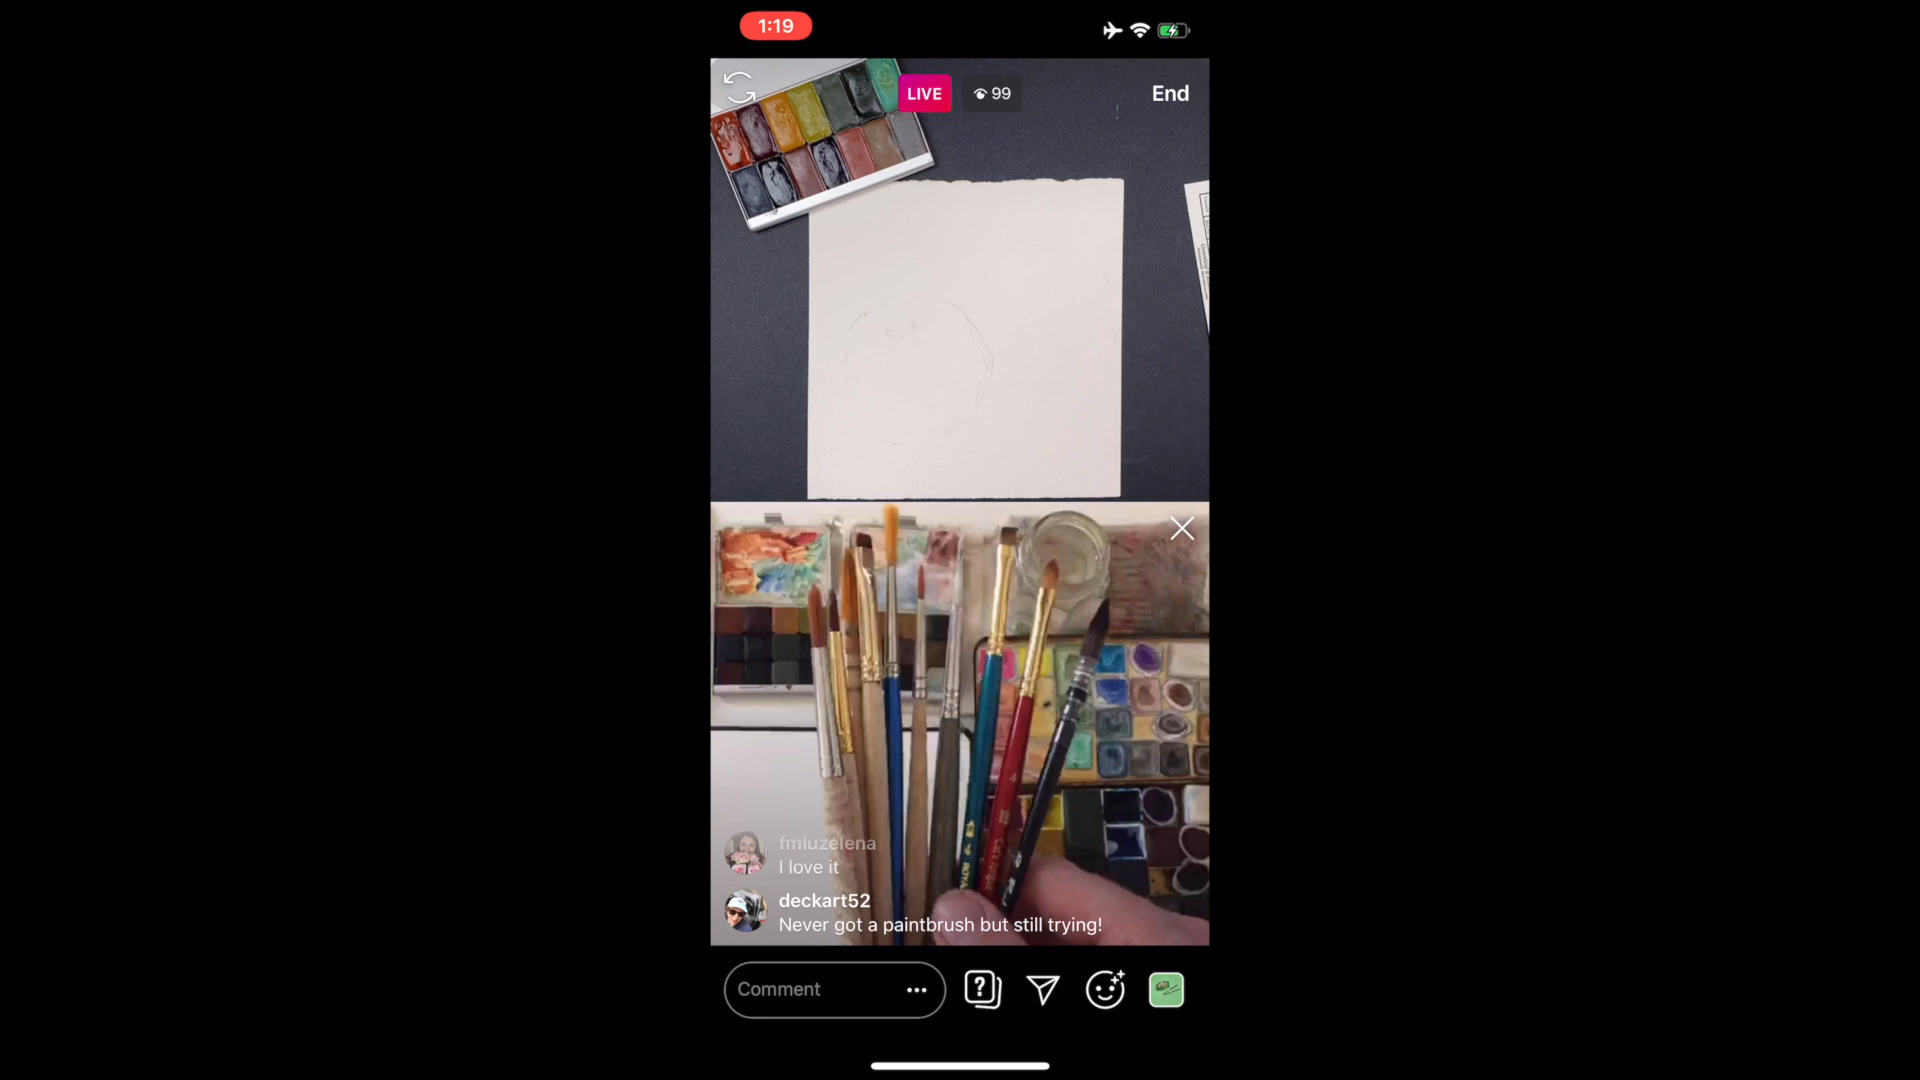 1:19
LIVE
99
End
fmluzelena
I love it
deckart52
Never got a paintbrush but still trying!
Comment